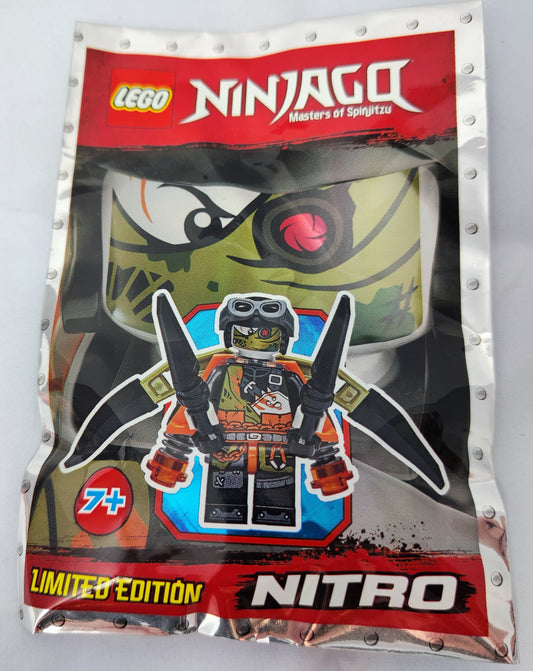 LEGO
NINJAGO
Masters of Spinjitzu
7+
LIMITED EDITION
NITRO